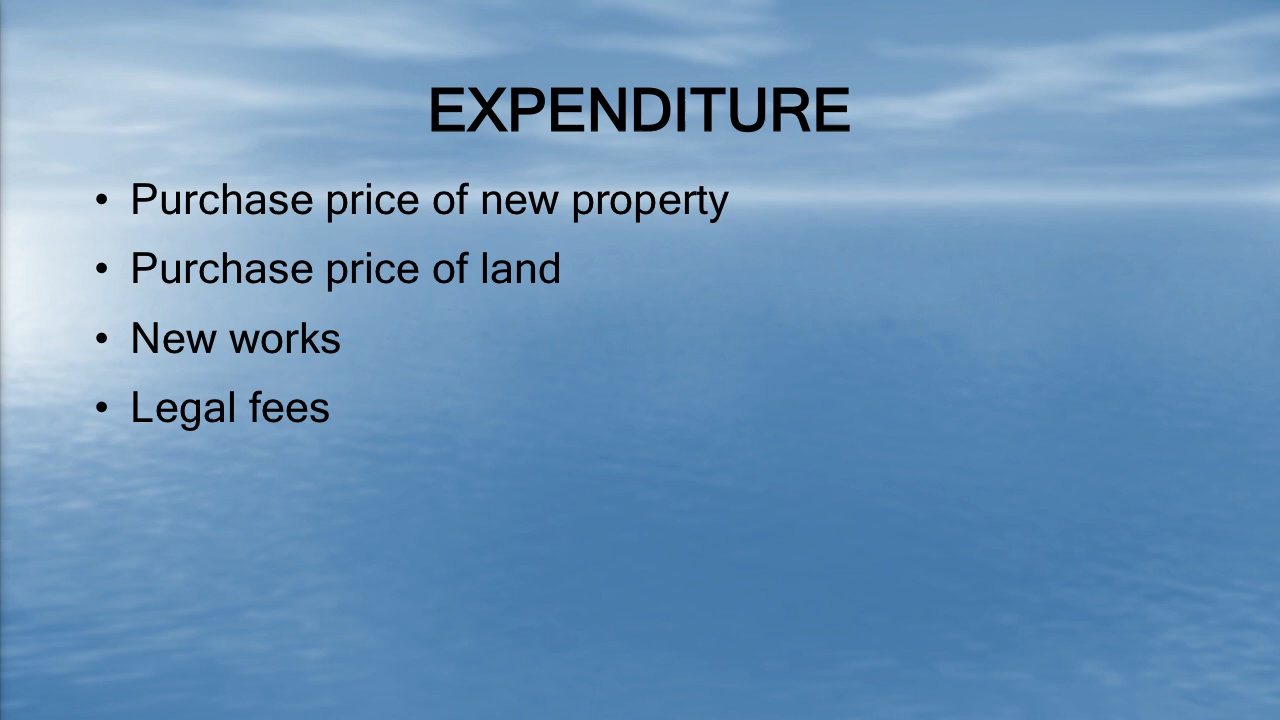 EXPENDITURE
• Purchase price of new property
• Purchase price of land
• New works
• Legal fees